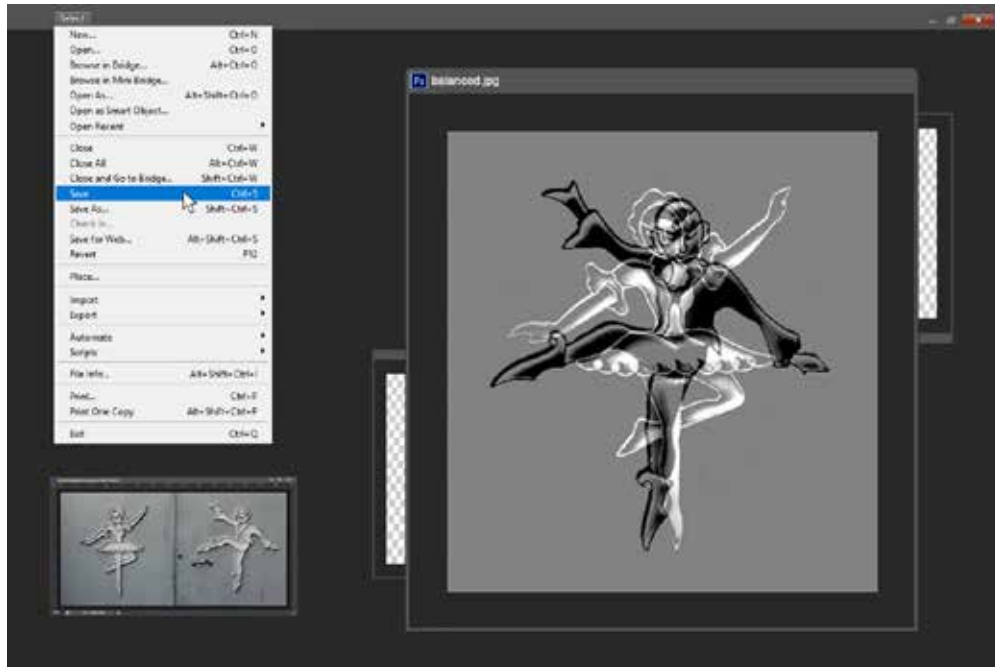 Select
New... Ctrl+N
Open... Ctrl+O
Browse in Bridge... Alt+Ctrl+O
Browse in Mini Bridge...
Open As... Alt+Shift+Ctrl+O
Open as Smart Object...
Open Recent
Close Ctrl+W
Close All Alt+Ctrl+W
Close and Go to Bridge... Shift+Ctrl+W
Save Ctrl+S
Save As... Shift+Ctrl+S
Check In...
Save for Web... Alt+Shift+Ctrl+S
Revert F12
Place...
Import
Export
Automate
Scripts
File Info... Alt+Shift+Ctrl+I
Print... Ctrl+P
Print One Copy Alt+Shift+Ctrl+P
Exit Ctrl+Q
Ps balanced.jpg